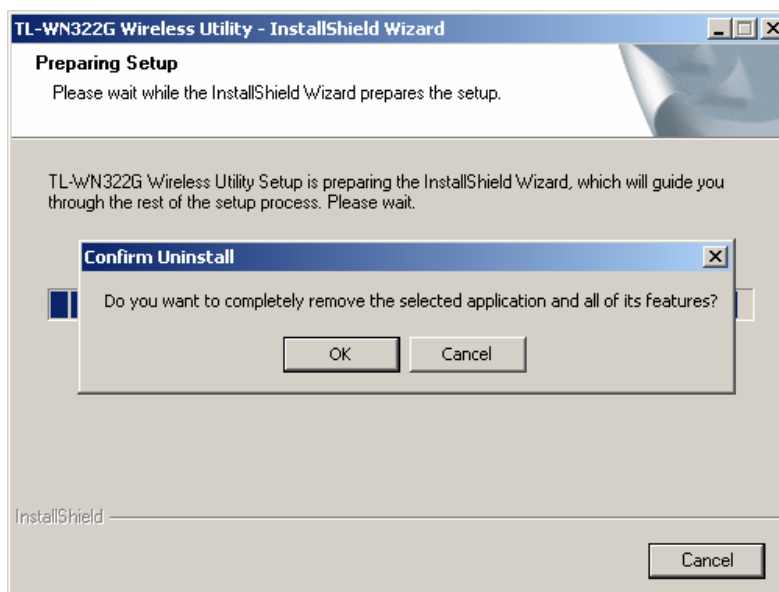 TL-WN322G Wireless Utility - InstallShield Wizard
Preparing Setup
Please wait while the InstallShield Wizard prepares the setup.
TL-WN322G Wireless Utility Setup is preparing the InstallShield Wizard, which will guide you
through the rest of the setup process. Please wait.
Confirm Uninstall
Do you want to completely remove the selected application and all of its features?
OK
Cancel
InstallShield
Cancel